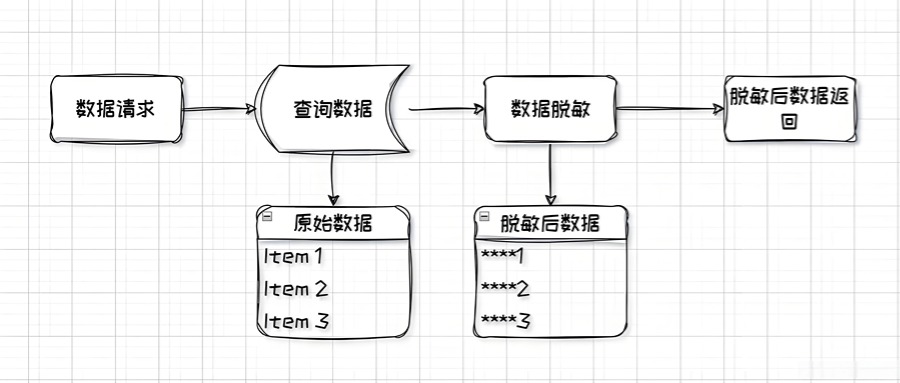 数据请求
查询数据
数据脱敏
脱敏后数据返
回
原始数据
Item 1
Item 2
Item 3
脱敏后数据
****1
****2
****3